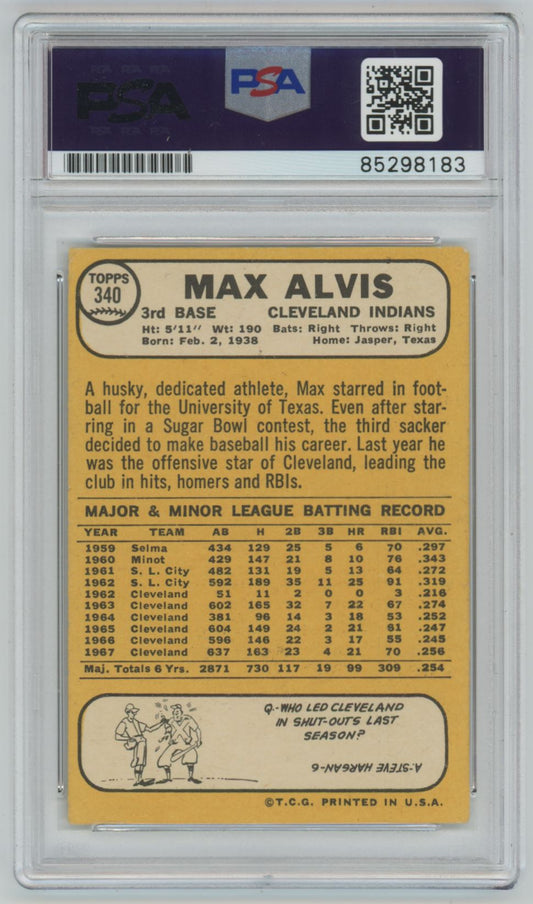 PSA
PSA
85298183
TOPPS
340
MAX ALVIS
3rd BASE CLEVELAND INDIANS
Ht: 5'11" Wt: 190 Bats: Right Throws: Right
Born: Feb. 2, 1938 Home: Jasper, Texas
A husky, dedicated athlete, Max starred in foot-
ball for the University of Texas. Even after star-
ring in a Sugar Bowl contest, the third sacker
decided to make baseball his career. Last year he
was the offensive star of Cleveland, leading the
club in hits, homers and RBIs.
MAJOR & MINOR LEAGUE BATTING RECORD
YEAR TEAM AB H 2B 3B HR RBI AVG.
1959 Selma 434 129 25 5 6 70 .297
1960 Minot 429 147 21 8 10 76 .343
1961 S. L. City 482 131 19 5 13 64 .272
1962 S. L. City 592 189 35 11 25 91 .319
1962 Cleveland 51 11 2 0 0 3 .216
1963 Cleveland 602 165 32 7 22 67 .274
1964 Cleveland 381 96 14 3 18 53 .252
1965 Cleveland 604 149 24 2 21 61 .247
1966 Cleveland 596 146 22 3 17 55 .245
1967 Cleveland 637 163 23 4 21 70 .256
Maj. Totals 6 Yrs. 2871 730 117 19 99 309 .254
Q.-WHO LED CLEVELAND
IN SHUT-OUTS LAST
SEASON?
A-STEVE HARGAN-6
©T.C.G. PRINTED IN U.S.A.